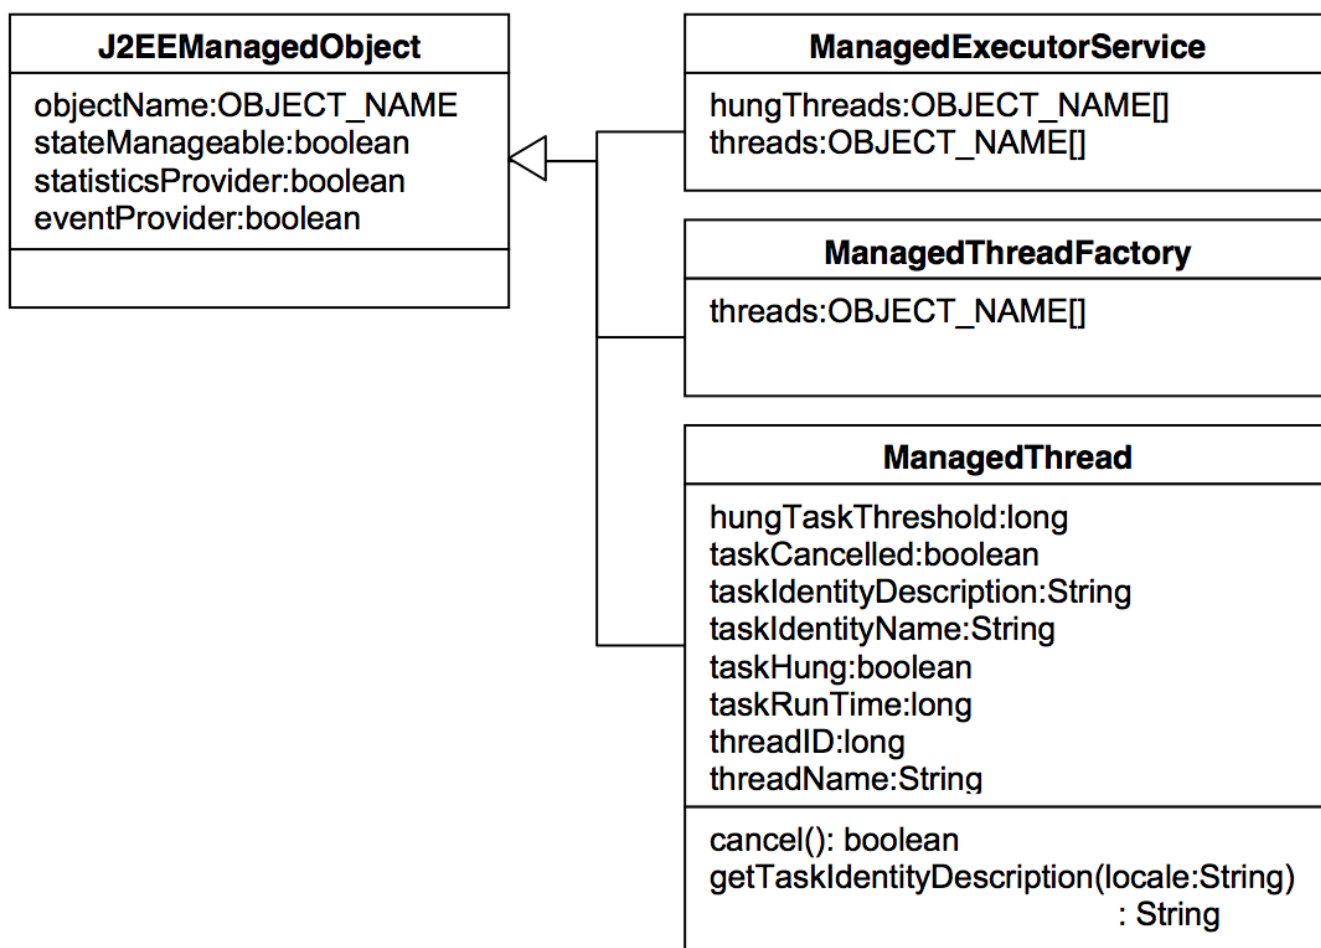 J2EEManagedObject
objectName:OBJECT_NAME
stateManageable:boolean
statisticsProvider:boolean
eventProvider:boolean
ManagedExecutorService
hungThreads:OBJECT_NAME[]
threads:OBJECT_NAME[]
ManagedThreadFactory
threads:OBJECT_NAME[]
ManagedThread
hungTaskThreshold:long
taskCancelled:boolean
taskIdentityDescription:String
taskIdentityName:String
taskHung:boolean
taskRunTime:long
threadID:long
threadName:String
cancel(): boolean
getTaskIdentityDescription(locale:String)
: String